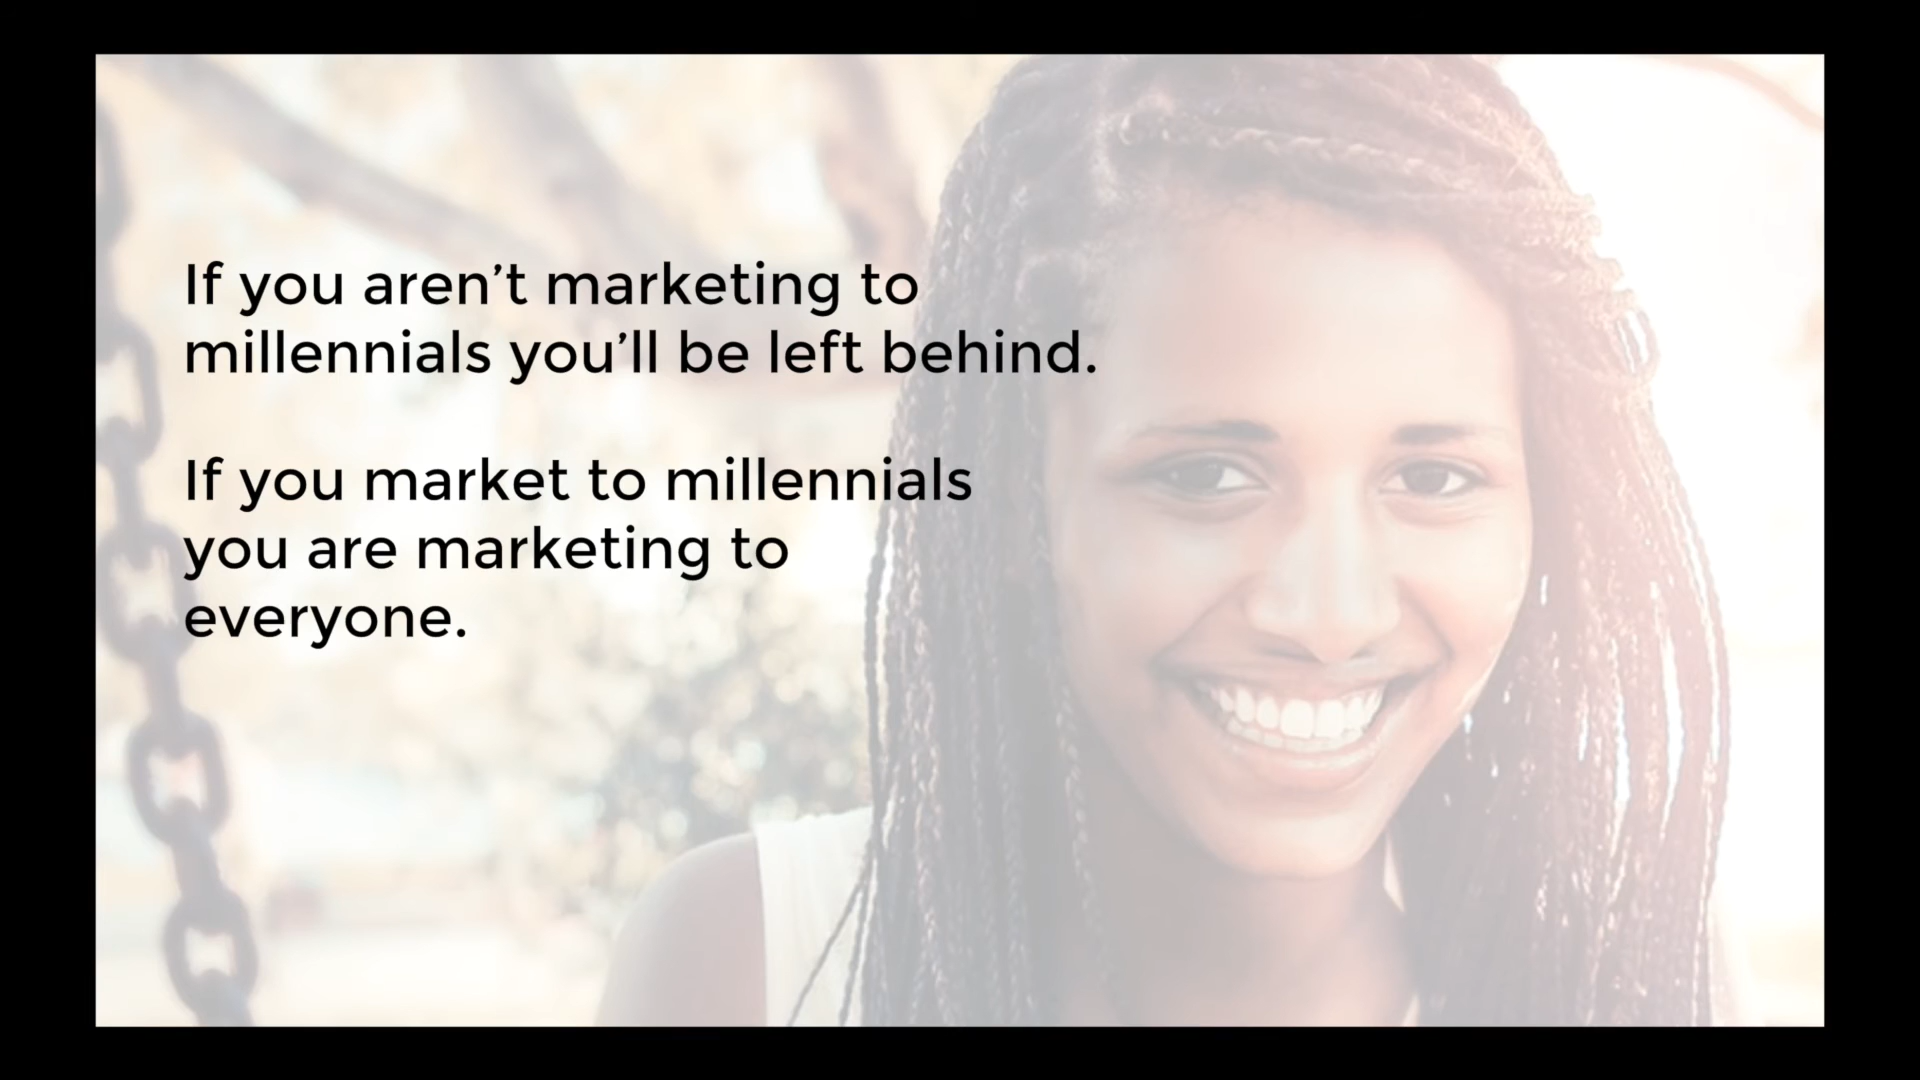 If you aren’t marketing to
millennials you’ll be left behind.
If you market to millennials
you are marketing to
everyone.